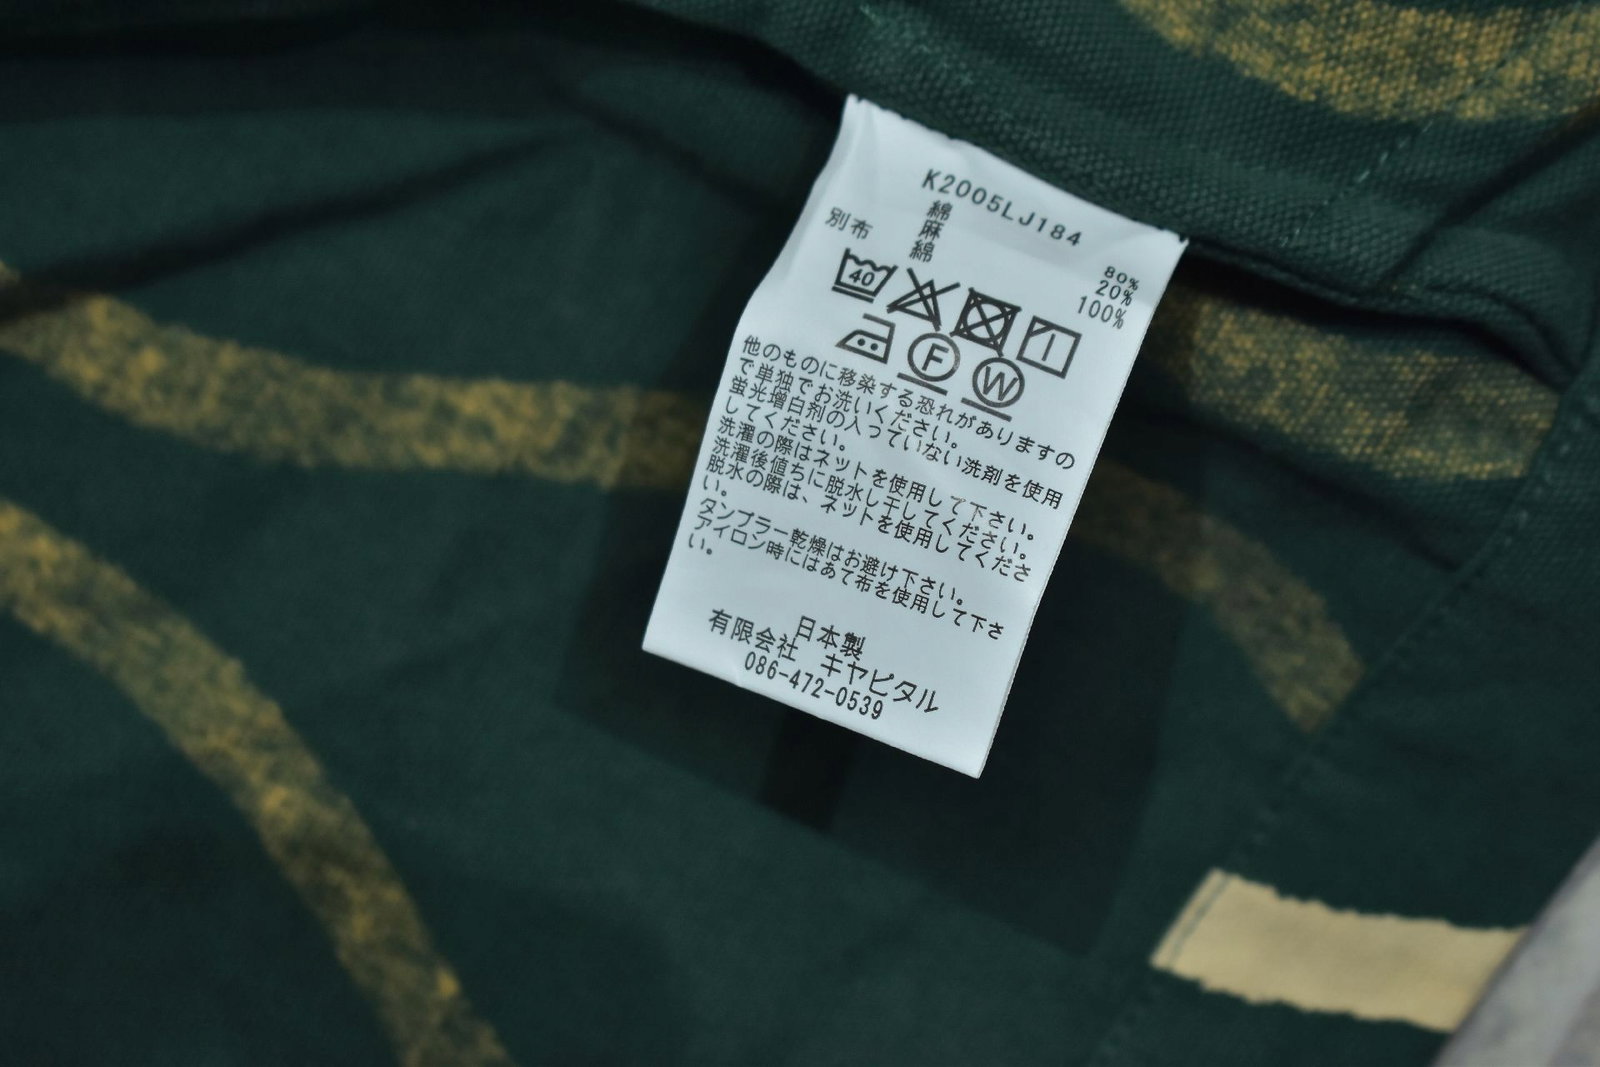 K2005LJ184
綿 80%
麻 20%
別布 綿 100%
40
F W
他のものに移染する恐れがありますの
で単独でお洗いください。
蛍光増白剤の入っていない洗剤を使用
してください。
洗濯の際はネットを使用して下さい。
洗濯後値ちに脱水し干してください。
脱水の際は、ネットを使用してくださ
い。
タンブラー乾燥はお避け下さい。
アイロン時にはあて布を使用して下さ
い。
日本製
有限会社 キャピタル
086-472-0539